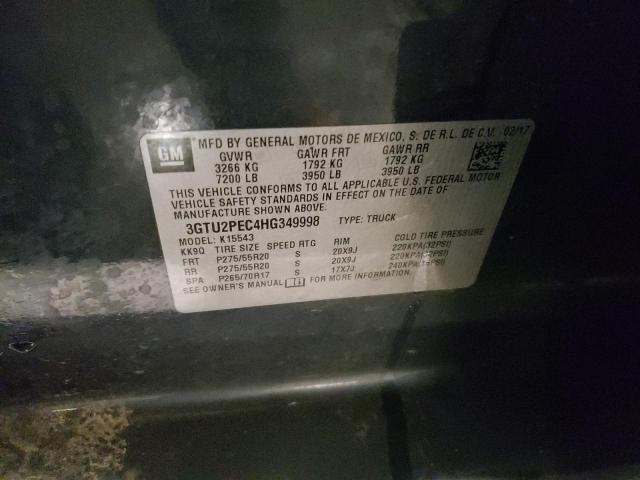 GM
MFD BY GENERAL MOTORS DE MEXICO, S. DE R.L. DE C.V. 02/17
GVWR GAWR FRT GAWR RR
3266 KG 1792 KG 1792 KG
7200 LB 3950 LB 3950 LB
THIS VEHICLE CONFORMS TO ALL APPLICABLE U.S. FEDERAL MOTOR
VEHICLE SAFETY STANDARDS IN EFFECT ON THE DATE OF
MANUFACTURE SHOWN ABOVE.
3GTU2PEC4HG349998 TYPE: TRUCK
MODEL: K15543
KK9Q TIRE SIZE SPEED RTG RIM COLD TIRE PRESSURE
FRT P275/55R20 S 20X9J 220KPA(32PSI)
RR P275/55R20 S 20X9J 220KPA(32PSI)
SPA P265/70R17 S 17X7J 240KPA(35PSI)
SEE OWNER'S MANUAL FOR MORE INFORMATION.